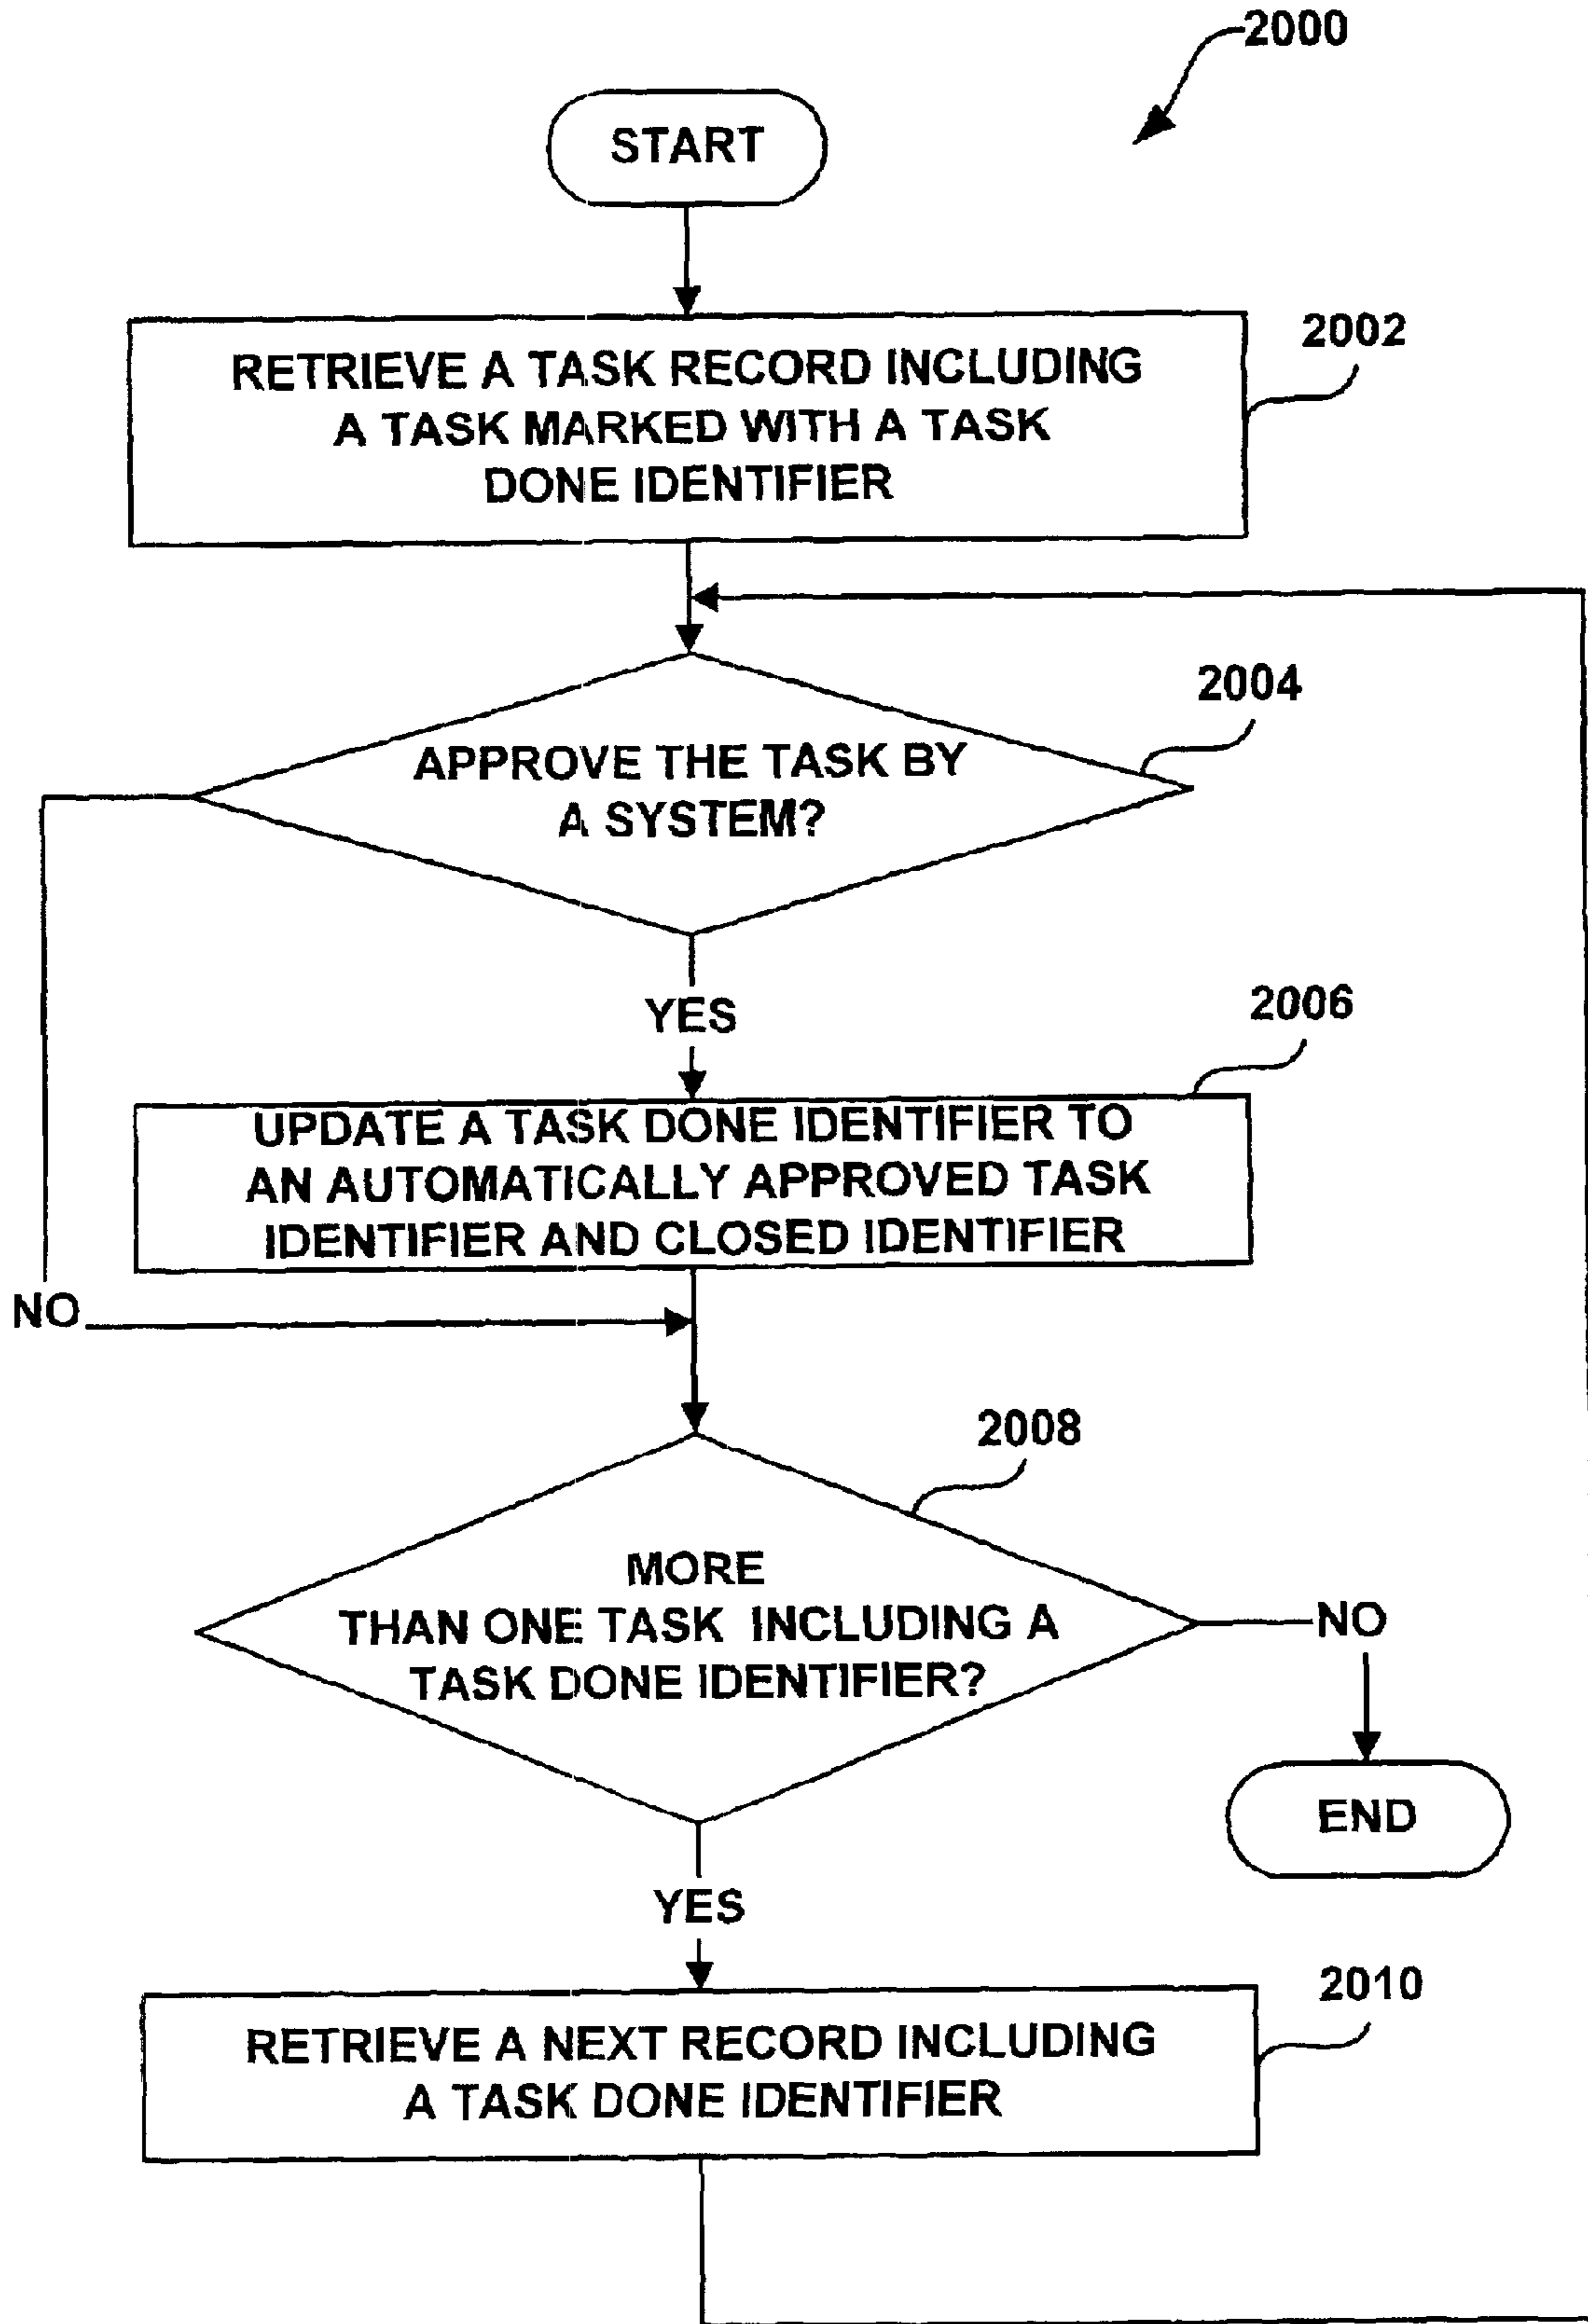 2000
START
2002
RETRIEVE A TASK RECORD INCLUDING
A TASK MARKED WITH A TASK
DONE IDENTIFIER
2004
APPROVE THE TASK BY
A SYSTEM?
YES
2006
UPDATE A TASK DONE IDENTIFIER TO
AN AUTOMATICALLY APPROVED TASK
IDENTIFIER AND CLOSED IDENTIFIER
NO
2008
MORE
THAN ONE TASK INCLUDING A
TASK DONE IDENTIFIER?
NO
END
YES
2010
RETRIEVE A NEXT RECORD INCLUDING
A TASK DONE IDENTIFIER